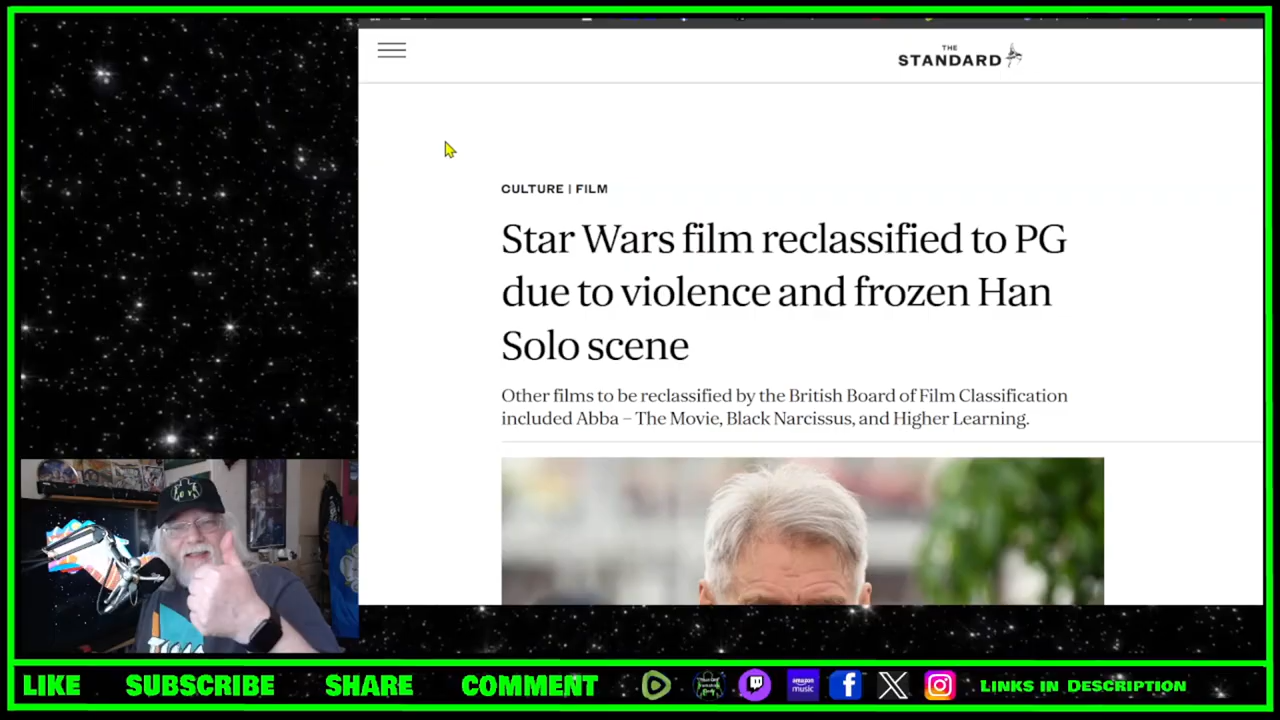 THE
STANDARD
CULTURE | FILM
Star Wars film reclassified to PG
due to violence and frozen Han
Solo scene
Other films to be reclassified by the British Board of Film Classification
included Abba – The Movie, Black Narcissus, and Higher Learning.
LIKE SUBSCRIBE SHARE COMMENT amazon music LINKS IN DESCRIPTION